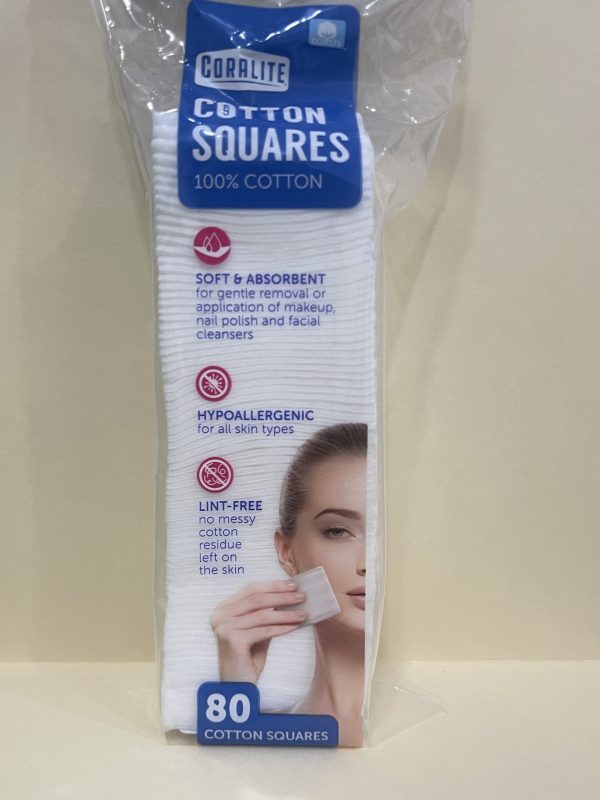 CORALITE
COTTON
SQUARES
100% COTTON
SOFT & ABSORBENT
for gentle removal or
application of makeup,
nail polish and facial
cleansers
HYPOALLERGENIC
for all skin types
LINT-FREE
no messy
cotton
residue
left on
the skin
80
COTTON SQUARES